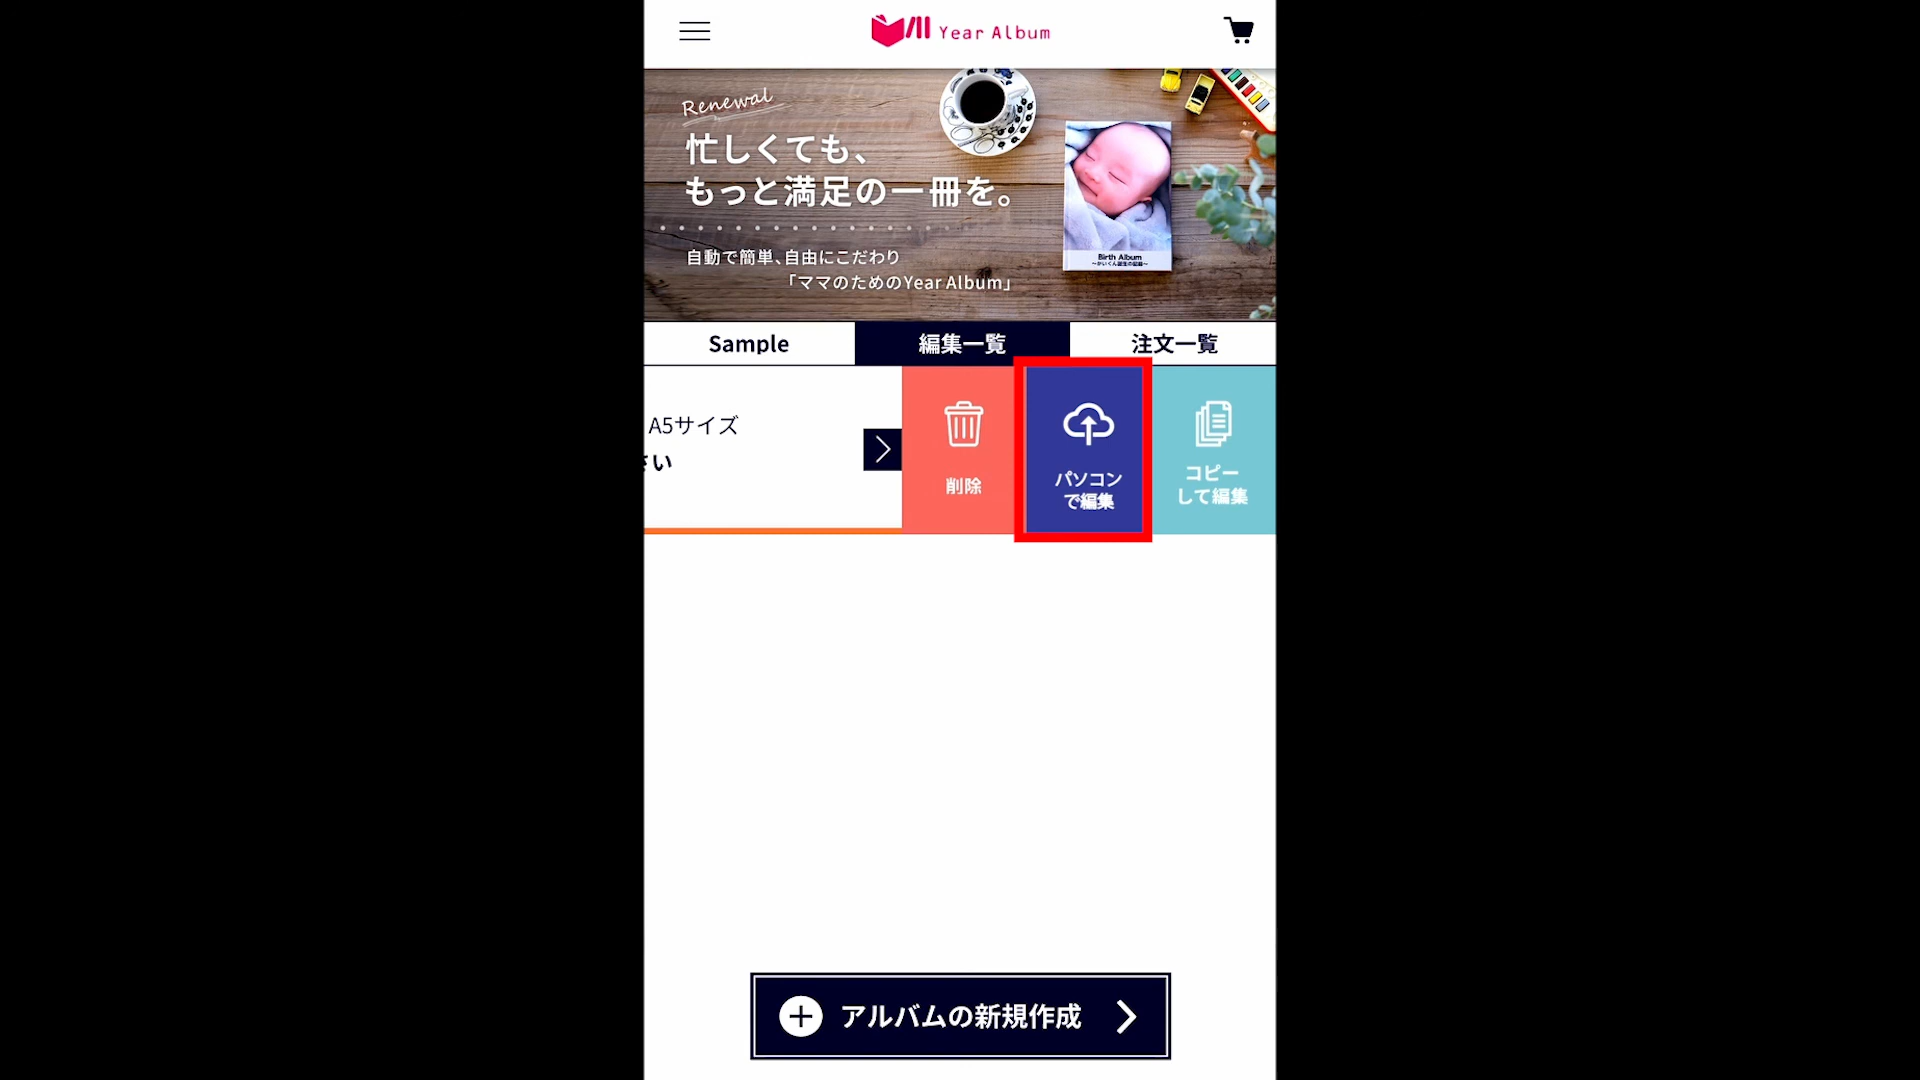 Year Album
Renewal
忙しくても、
もっと満足の一冊を。
自動で簡単、自由にこだわり
「ママのためのYear Album」
Birth Album
Sample
編集一覧
注文一覧
A5サイズ
さい
削除
パソコン
で編集
コピー
して編集
アルバムの新規作成